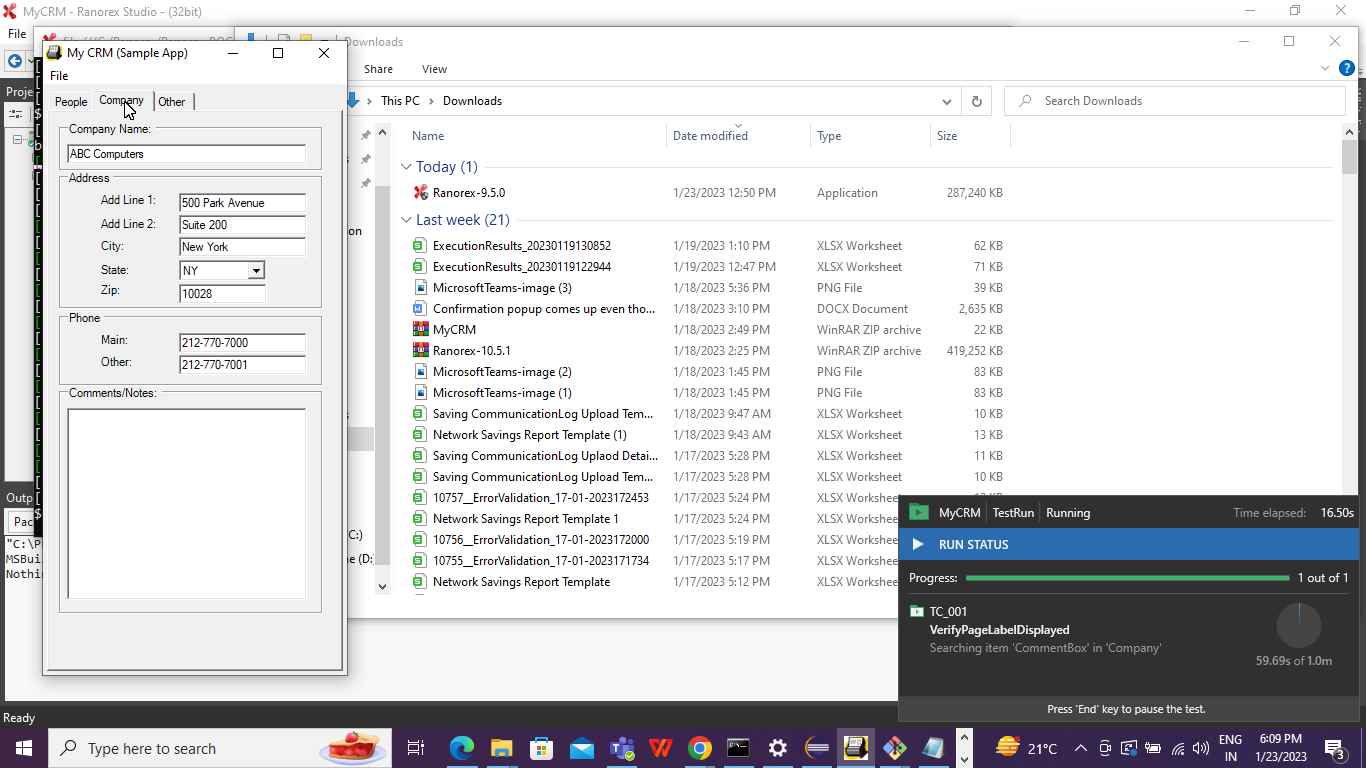 MyCRM - Ranorex Studio - (32bit)
File
Downloads
My CRM (Sample App)
File
Share View
People Company Other
This PC > Downloads
Search Downloads
Company Name:
ABC Computers
Address
Add Line 1: 500 Park Avenue
Add Line 2: Suite 200
City: New York
State: NY
Zip: 10028
Phone
Main: 212-770-7000
Other: 212-770-7001
Comments/Notes:
Name Date modified Type Size
Today (1)
Ranorex-9.5.0 1/23/2023 12:50 PM Application 287,240 KB
Last week (21)
ExecutionResults_20230119130852 1/19/2023 1:10 PM XLSX Worksheet 62 KB
ExecutionResults_20230119122944 1/19/2023 12:47 PM XLSX Worksheet 71 KB
MicrosoftTeams-image (3) 1/18/2023 5:36 PM PNG File 39 KB
Confirmation popup comes up even tho... 1/18/2023 3:10 PM DOCX Document 2,635 KB
MyCRM 1/18/2023 2:49 PM WinRAR ZIP archive 22 KB
Ranorex-10.5.1 1/18/2023 2:25 PM WinRAR ZIP archive 419,252 KB
MicrosoftTeams-image (2) 1/18/2023 1:45 PM PNG File 83 KB
MicrosoftTeams-image (1) 1/18/2023 1:45 PM PNG File 83 KB
Saving CommunicationLog Upload Tem... 1/18/2023 9:47 AM XLSX Worksheet 10 KB
Network Savings Report Template (1) 1/18/2023 9:43 AM XLSX Worksheet 13 KB
Saving CommunicationLog Uplaod Detai... 1/17/2023 5:28 PM XLSX Worksheet 11 KB
Saving CommunicationLog Upload Tem... 1/17/2023 5:28 PM XLSX Worksheet 10 KB
10757__ErrorValidation_17-01-2023172453 1/17/2023 5:24 PM XLSX Workshee
Network Savings Report Template 1 1/17/2023 5:24 PM XLSX Workshee
10756__ErrorValidation_17-01-2023172000 1/17/2023 5:19 PM XLSX Workshee
10755__ErrorValidation_17-01-2023171734 1/17/2023 5:17 PM XLSX Workshee
Network Savings Report Template 1/17/2023 5:12 PM XLSX Workshee
Proje
on
C:)
e (D:
Outp
Pac
"C:\P
MSBui
Nothi
MyCRM TestRun Running Time elapsed: 16.50s
RUN STATUS
Progress: 1 out of 1
TC_001
VerifyPageLabelDisplayed
Searching item 'CommentBox' in 'Company'
59.69s of 1.0m
Press 'End' key to pause the test.
Ready
Type here to search
21°C
ENG
IN
6:09 PM
1/23/2023
3